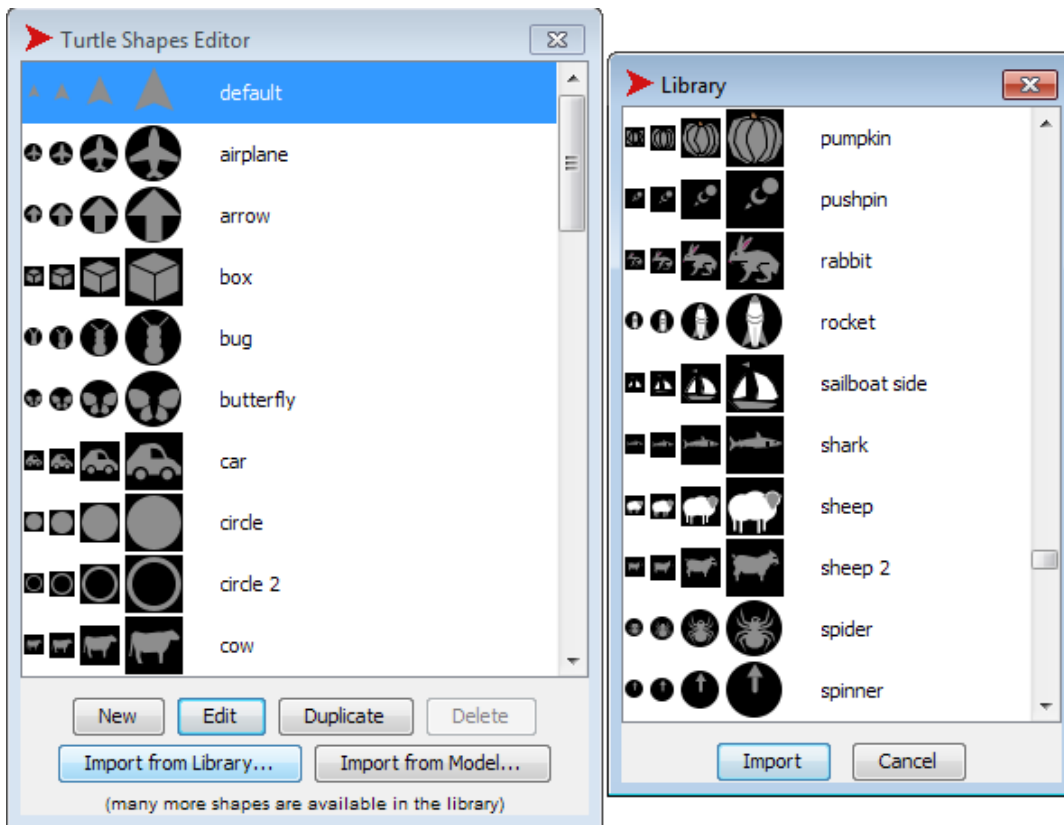 Turtle Shapes Editor
default
airplane
arrow
box
bug
butterfly
car
circle
circle 2
cow
New
Edit
Duplicate
Delete
Import from Library...
Import from Model...
(many more shapes are available in the library)
Library
pumpkin
pushpin
rabbit
rocket
sailboat side
shark
sheep
sheep 2
spider
spinner
Import
Cancel